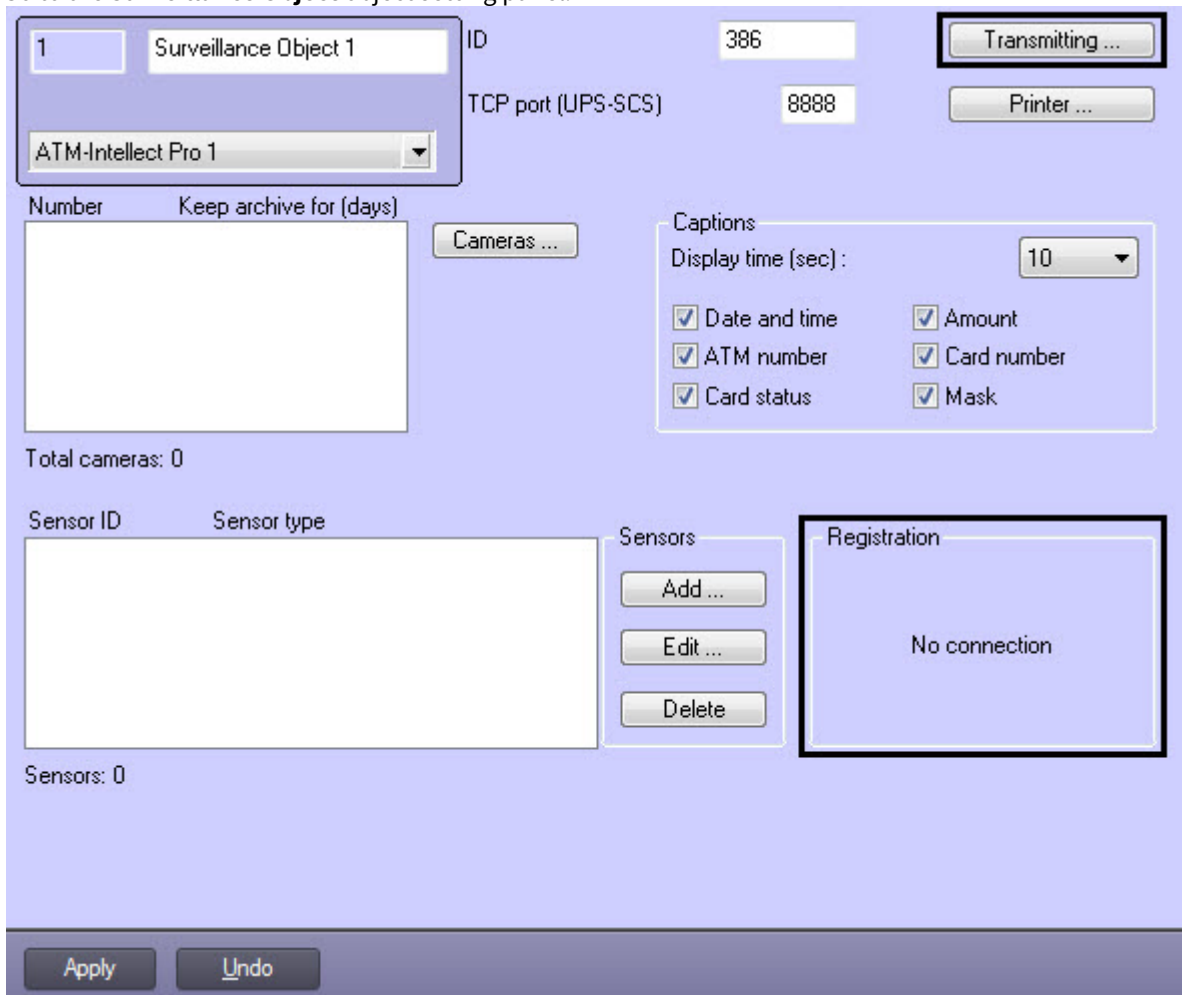 1 Surveillance Object 1 ID 386 Transmitting ...
TCP port (UPS-SCS) 8888 Printer ...
ATM-Intellect Pro 1
Number Keep archive for (days)
Cameras ...
Captions
Display time (sec) : 10
Date and time Amount
ATM number Card number
Card status Mask
Total cameras: 0
Sensor ID Sensor type
Sensors
Add ...
Edit ...
Delete
Registration
No connection
Sensors: 0
Apply Undo